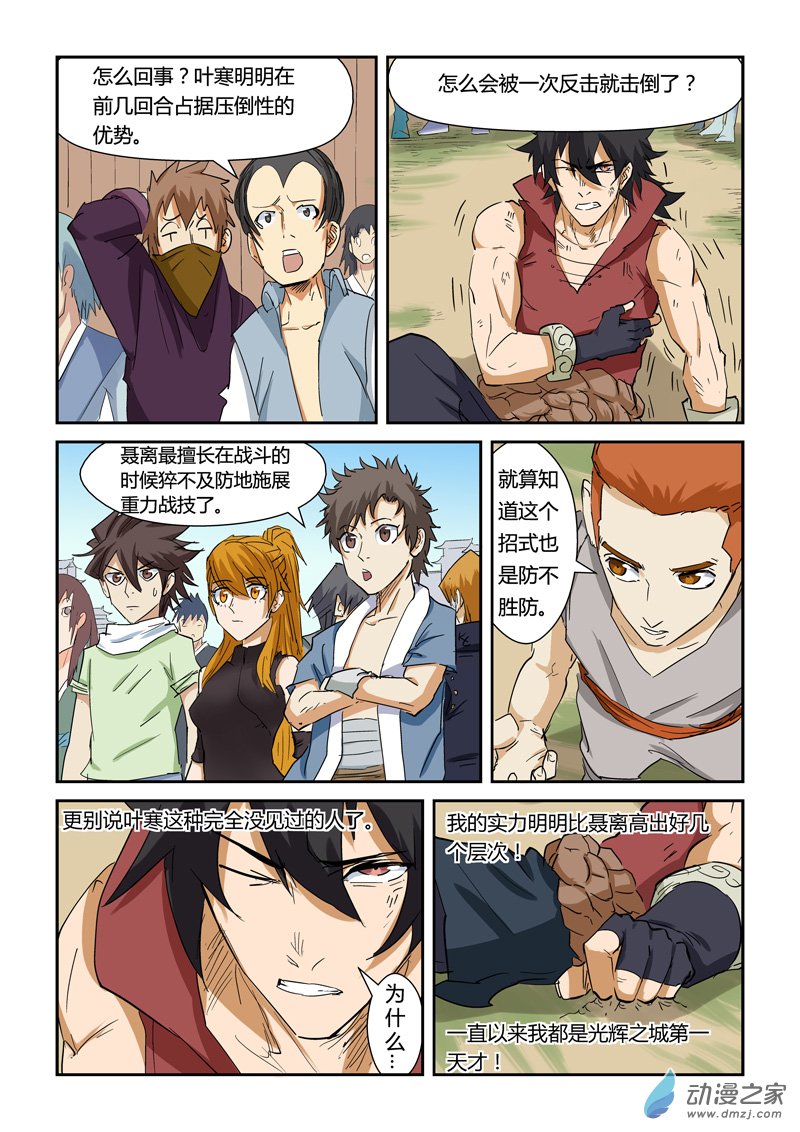 怎么回事？叶寒明明在
前几回合占据压倒性的
优势。
怎么会被一次反击就击倒了？
聂离最擅长在战斗的
时候猝不及防地施展
重力战技了。
就算知
道这个
招式也
是防不
胜防。
更别说叶寒这种完全没见过的人了。
为什么…
我的实力明明比聂离高出好几
个层次！
一直以来我都是光辉之城第一
天才！
动漫之家
www.dmzj.com